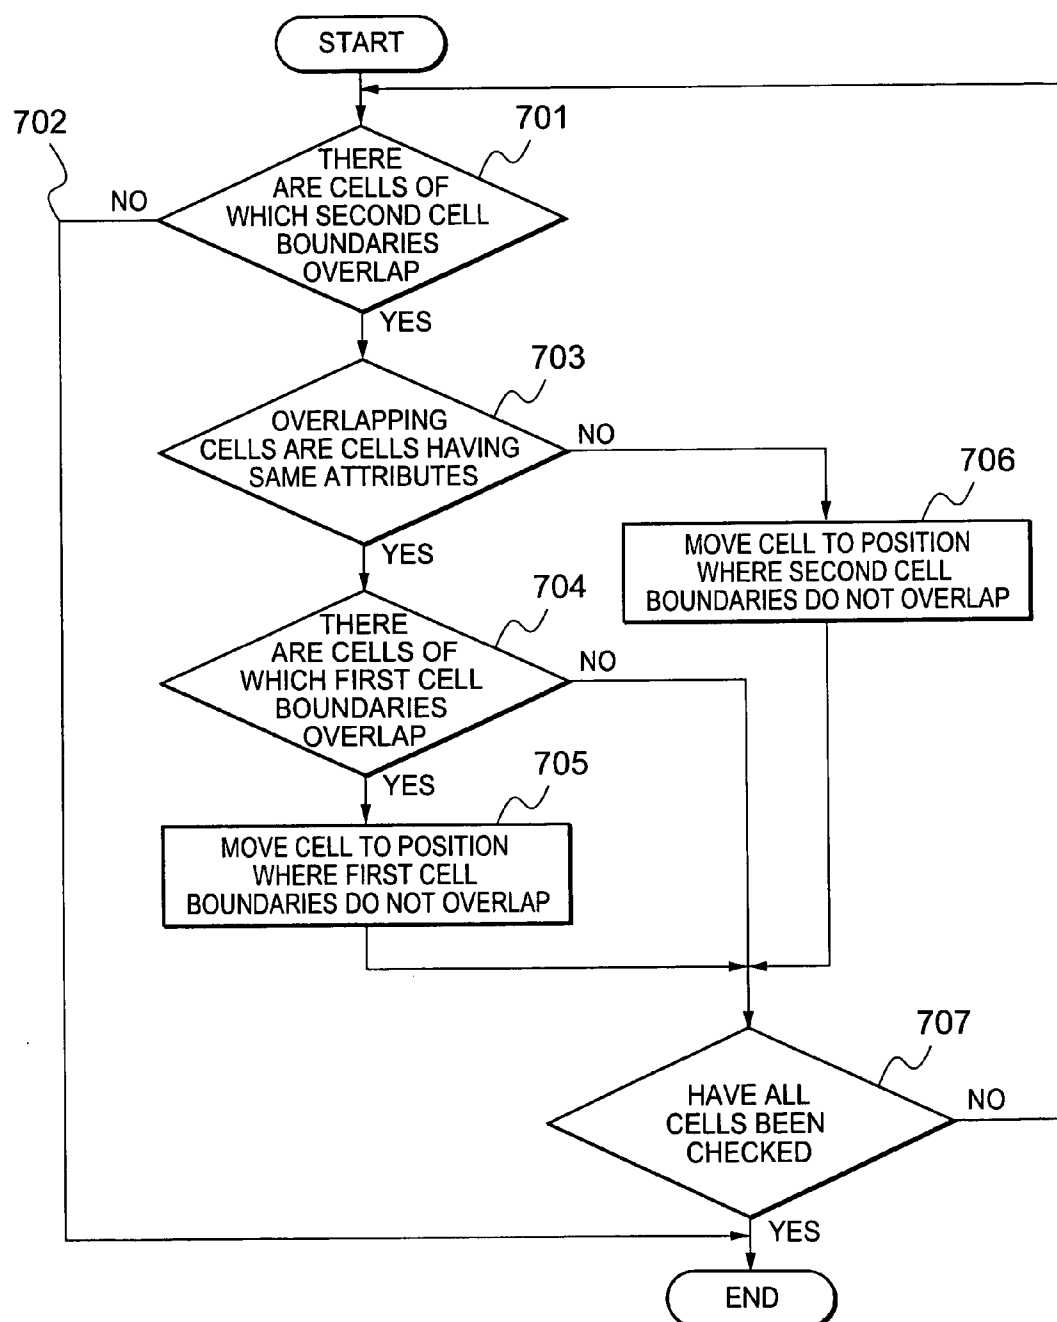 START
702
701
NO
THERE
ARE CELLS OF
WHICH SECOND CELL
BOUNDARIES
OVERLAP
YES
703
OVERLAPPING
CELLS ARE CELLS HAVING
SAME ATTRIBUTES
NO
706
MOVE CELL TO POSITION
WHERE SECOND CELL
BOUNDARIES DO NOT OVERLAP
YES
704
THERE
ARE CELLS OF
WHICH FIRST CELL
BOUNDARIES
OVERLAP
NO
YES
705
MOVE CELL TO POSITION
WHERE FIRST CELL
BOUNDARIES DO NOT OVERLAP
707
HAVE ALL
CELLS BEEN
CHECKED
NO
YES
END